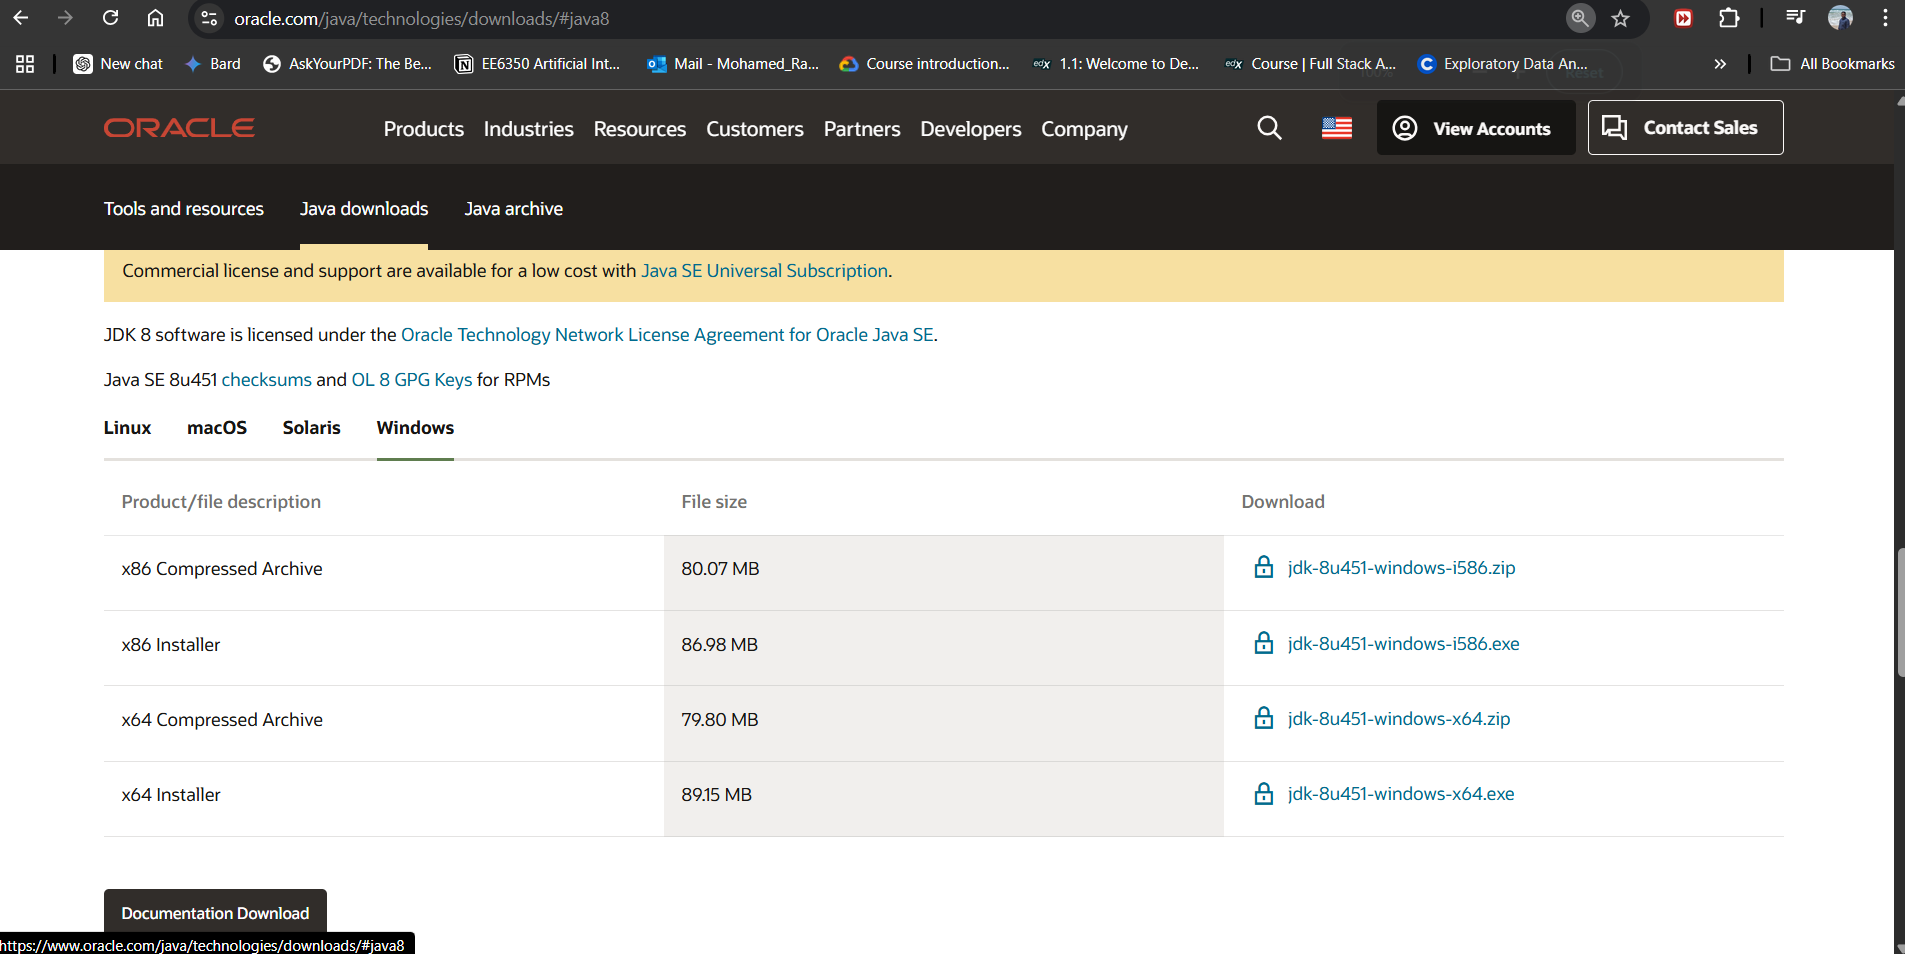 oracle.com/java/technologies/downloads/#java8
New chat Bard AskYourPDF: The Be... EE6350 Artificial Int... Mail - Mohamed_Ra... Course introduction... edX 1.1: Welcome to De... edX Course | Full Stack A... C Exploratory Data An... » All Bookmarks
100% Reset
ORACLE Products Industries Resources Customers Partners Developers Company View Accounts Contact Sales
Tools and resources Java downloads Java archive
Commercial license and support are available for a low cost with Java SE Universal Subscription.
JDK 8 software is licensed under the Oracle Technology Network License Agreement for Oracle Java SE.
Java SE 8u451 checksums and OL 8 GPG Keys for RPMs
Linux macOS Solaris Windows
Product/file description File size Download
x86 Compressed Archive 80.07 MB jdk-8u451-windows-i586.zip
x86 Installer 86.98 MB jdk-8u451-windows-i586.exe
x64 Compressed Archive 79.80 MB jdk-8u451-windows-x64.zip
x64 Installer 89.15 MB jdk-8u451-windows-x64.exe
Documentation Download
https://www.oracle.com/java/technologies/downloads/#java8